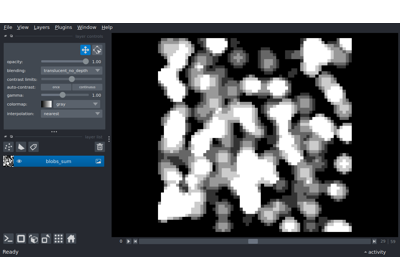 File View Layers Plugins Window Help
opacity: 1.00
blending: translucent_no_depth
contrast limits:
auto-contrast: once continuous
gamma: 1.00
colormap: gray
interpolation: nearest
blobs_sum
Ready
activity